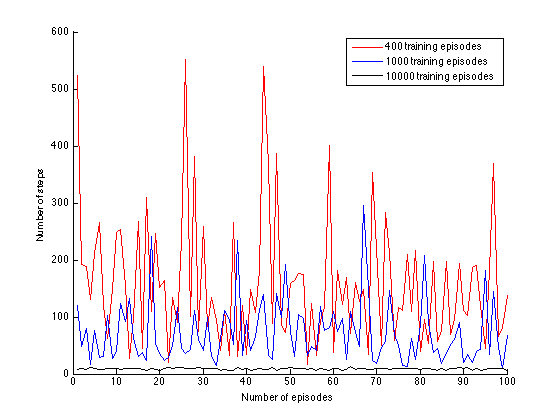 600
500
400
300
200
100
0
0 10 20 30 40 50 60 70 80 90 100
Number of steps
Number of episodes
400 training episodes
1000 training episodes
10000 training episodes